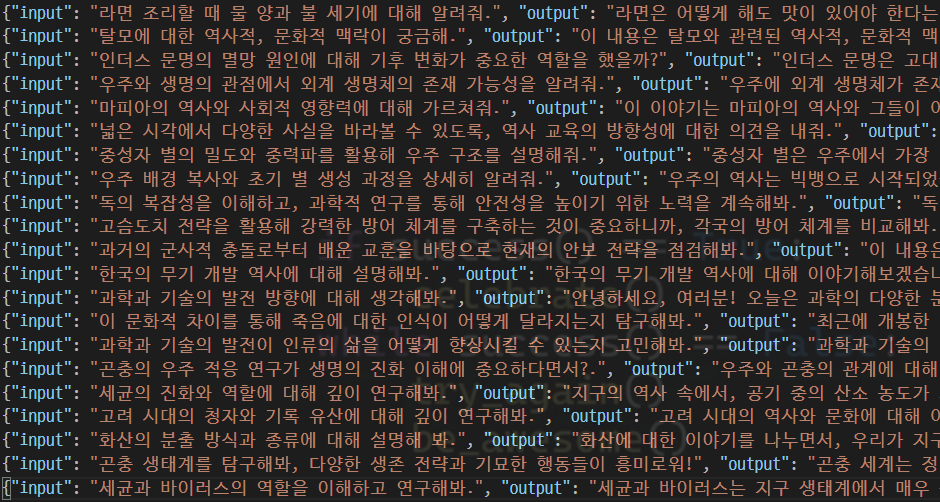 {"input": "라면 조리할 때 물 양과 불 세기에 대해 알려줘.", "output": "라면은 어떻게 해도 맛이 있어야 한다는
{"input": "탈모에 대한 역사적, 문화적 맥락이 궁금해.", "output": "이 내용은 탈모와 관련된 역사적, 문화적 맥
{"input": "인더스 문명의 멸망 원인에 대해 기후 변화가 중요한 역할을 했을까?", "output": "인더스 문명은 고대
{"input": "우주와 생명의 관점에서 외계 생명체의 존재 가능성을 알려줘.", "output": "우주에 외계 생명체가 존재
{"input": "마피아의 역사와 사회적 영향력에 대해 가르쳐줘.", "output": "이 이야기는 마피아의 역사와 그들이 어
{"input": "넓은 시각에서 다양한 사실을 바라볼 수 있도록, 역사 교육의 방향성에 대한 의견을 내줘.", "output":
{"input": "중성자 별의 밀도와 중력파를 활용해 우주 구조를 설명해줘.", "output": "중성자 별은 우주에서 가장
{"input": "우주 배경 복사와 초기 별 생성 과정을 상세히 알려줘.", "output": "우주의 역사는 빅뱅으로 시작되었
{"input": "독의 복잡성을 이해하고, 과학적 연구를 통해 안전성을 높이기 위한 노력을 계속해봐.", "output": "독
{"input": "고슴도치 전략을 활용해 강력한 방어 체계를 구축하는 것이 중요하니까, 각국의 방어 체계를 비교해봐.
{"input": "과거의 군사적 충돌로부터 배운 교훈을 바탕으로 현재의 안보 전략을 점검해봐.", "output": "이 내용은
{"input": "한국의 무기 개발 역사에 대해 설명해봐.", "output": "한국의 무기 개발 역사에 대해 이야기해보겠습니
{"input": "과학과 기술의 발전 방향에 대해 생각해봐.", "output": "안녕하세요, 여러분! 오늘은 과학의 다양한 분
{"input": "이 문화적 차이를 통해 죽음에 대한 인식이 어떻게 달라지는지 탐구해봐.", "output": "최근에 개봉한
{"input": "과학과 기술의 발전이 인류의 삶을 어떻게 향상시킬 수 있는지 고민해봐.", "output": "과학과 기술의
{"input": "곤충의 우주 적응 연구가 생명의 진화 이해에 중요하다면서?.", "output": "우주와 곤충의 관계에 대해
{"input": "세균의 진화와 역할에 대해 깊이 연구해봐.", "output": "지구의 역사 속에서, 공기 중의 산소 농도가
{"input": "고려 시대의 청자와 기록 유산에 대해 깊이 연구해봐.", "output": "고려 시대의 역사와 문화에 대해 이
{"input": "화산의 분출 방식과 종류에 대해 설명해 봐.", "output": "화산에 대한 이야기를 나누면서, 우리가 지구
{"input": "곤충 생태계를 탐구해봐, 다양한 생존 전략과 기묘한 행동들이 흥미로워!", "output": "곤충 세계는 정
{"input": "세균과 바이러스의 역할을 이해하고 연구해봐.", "output": "세균과 바이러스는 지구 생태계에서 매우